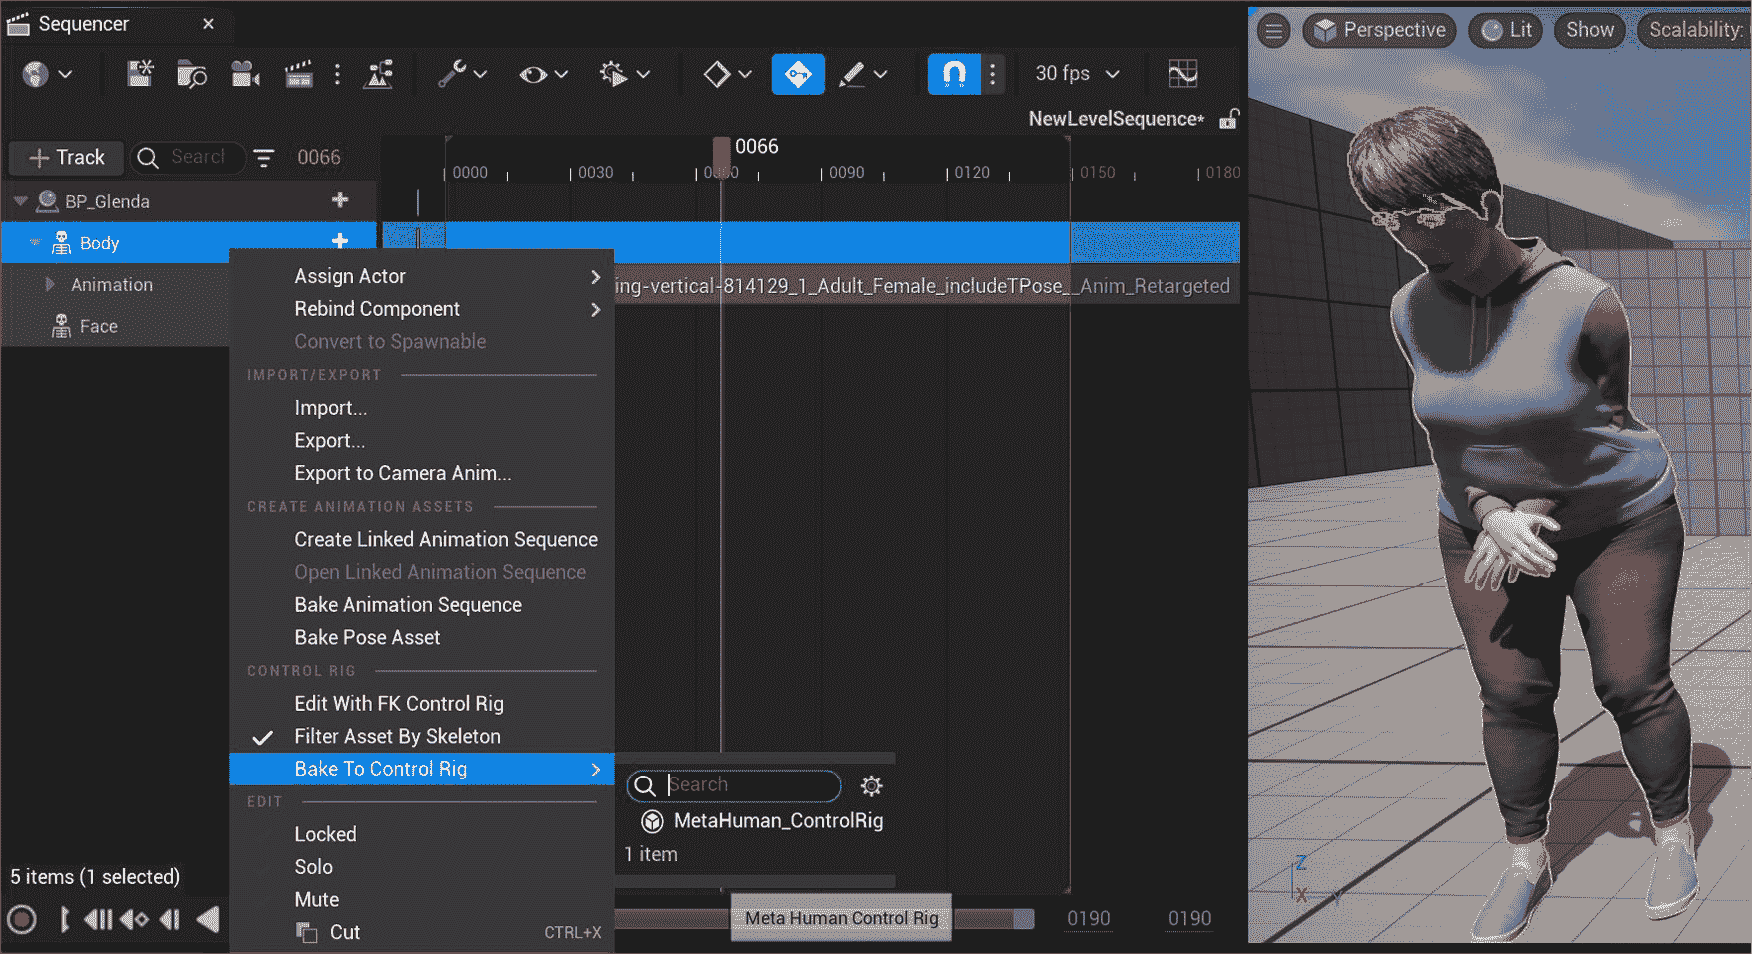 Sequencer
30 fps
NewLevelSequence*
Track
Search
0066
0066
0000
0030
0090
0120
0150
0180
BP_Glenda
Body
Animation
Face
ing-vertical-814129_1_Adult_Female_includeTPose__Anim_Retargeted
Assign Actor
Rebind Component
Convert to Spawnable
IMPORT/EXPORT
Import...
Export...
Export to Camera Anim...
CREATE ANIMATION ASSETS
Create Linked Animation Sequence
Open Linked Animation Sequence
Bake Animation Sequence
Bake Pose Asset
CONTROL RIG
Edit With FK Control Rig
Filter Asset By Skeleton
Bake To Control Rig
EDIT
Locked
Solo
Mute
Cut
CTRL+X
Search
MetaHuman_ControlRig
1 item
Meta Human Control Rig
5 items (1 selected)
0190
0190
Perspective
Lit
Show
Scalability:
Z
X
Y